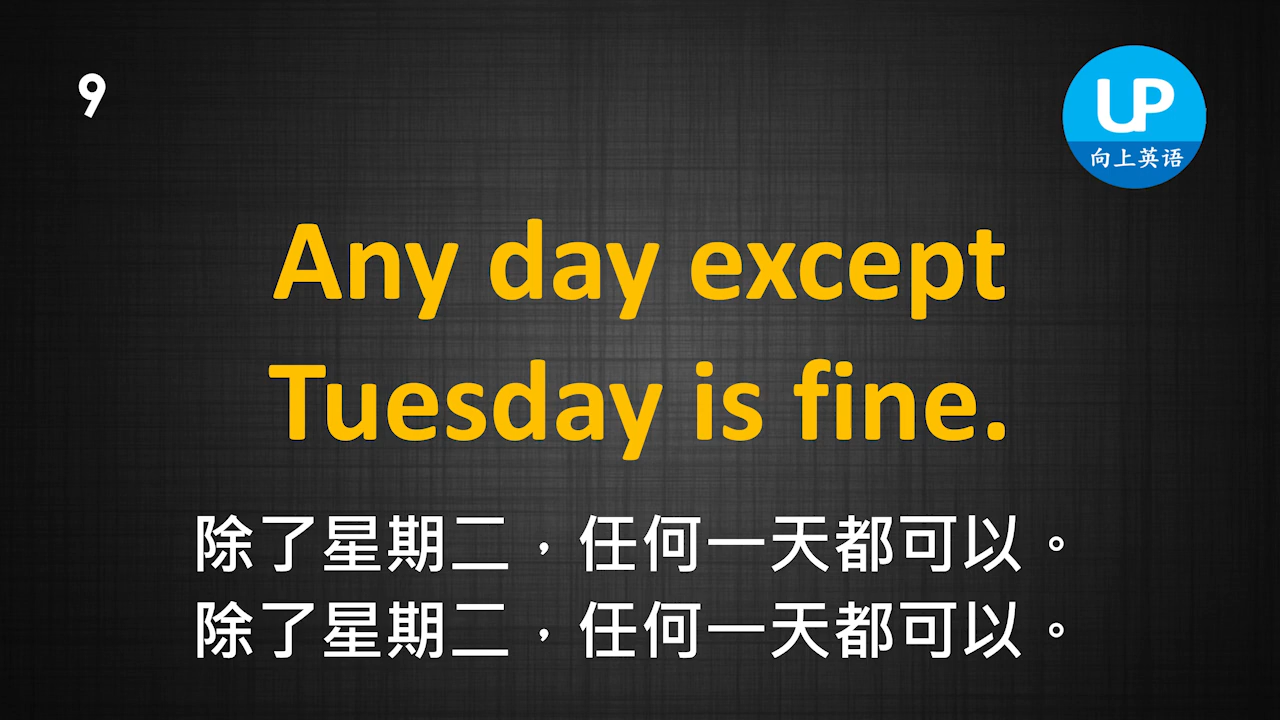 9
UP
向上英语
Any day except
Tuesday is fine.
除了星期二，任何一天都可以。
除了星期二，任何一天都可以。